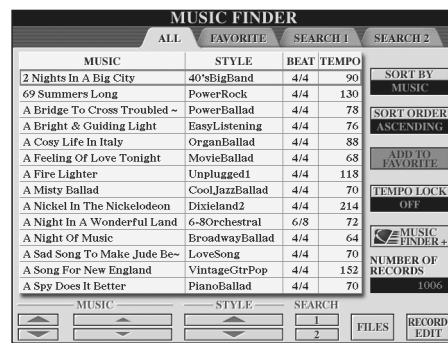 MUSIC FINDER
ALL FAVORITE SEARCH 1 SEARCH 2
MUSIC STYLE BEAT TEMPO
2 Nights In A Big City 40'sBigBand 4/4 90
69 Summers Long PowerRock 4/4 130
A Bridge To Cross Troubled ~ PowerBallad 4/4 78
A Bright & Guiding Light EasyListening 4/4 76
A Cosy Life In Italy OrganBallad 4/4 88
A Feeling Of Love Tonight MovieBallad 4/4 68
A Fire Lighter Unplugged1 4/4 118
A Misty Ballad CoolJazzBallad 4/4 70
A Nickel In The Nickelodeon Dixieland2 4/4 214
A Night In A Wonderful Land 6-8Orchestral 6/8 72
A Night Of Music BroadwayBallad 4/4 64
A Sad Song To Make Jude Be~ LoveSong 4/4 70
A Song For New England VintageGtrPop 4/4 152
A Spy Does It Better PianoBallad 4/4 70
SORT BY
MUSIC
SORT ORDER
ASCENDING
ADD TO
FAVORITE
TEMPO LOCK
OFF
MUSIC
FINDER+
NUMBER OF
RECORDS
1006
MUSIC STYLE SEARCH
1
2
FILES
RECORD
EDIT